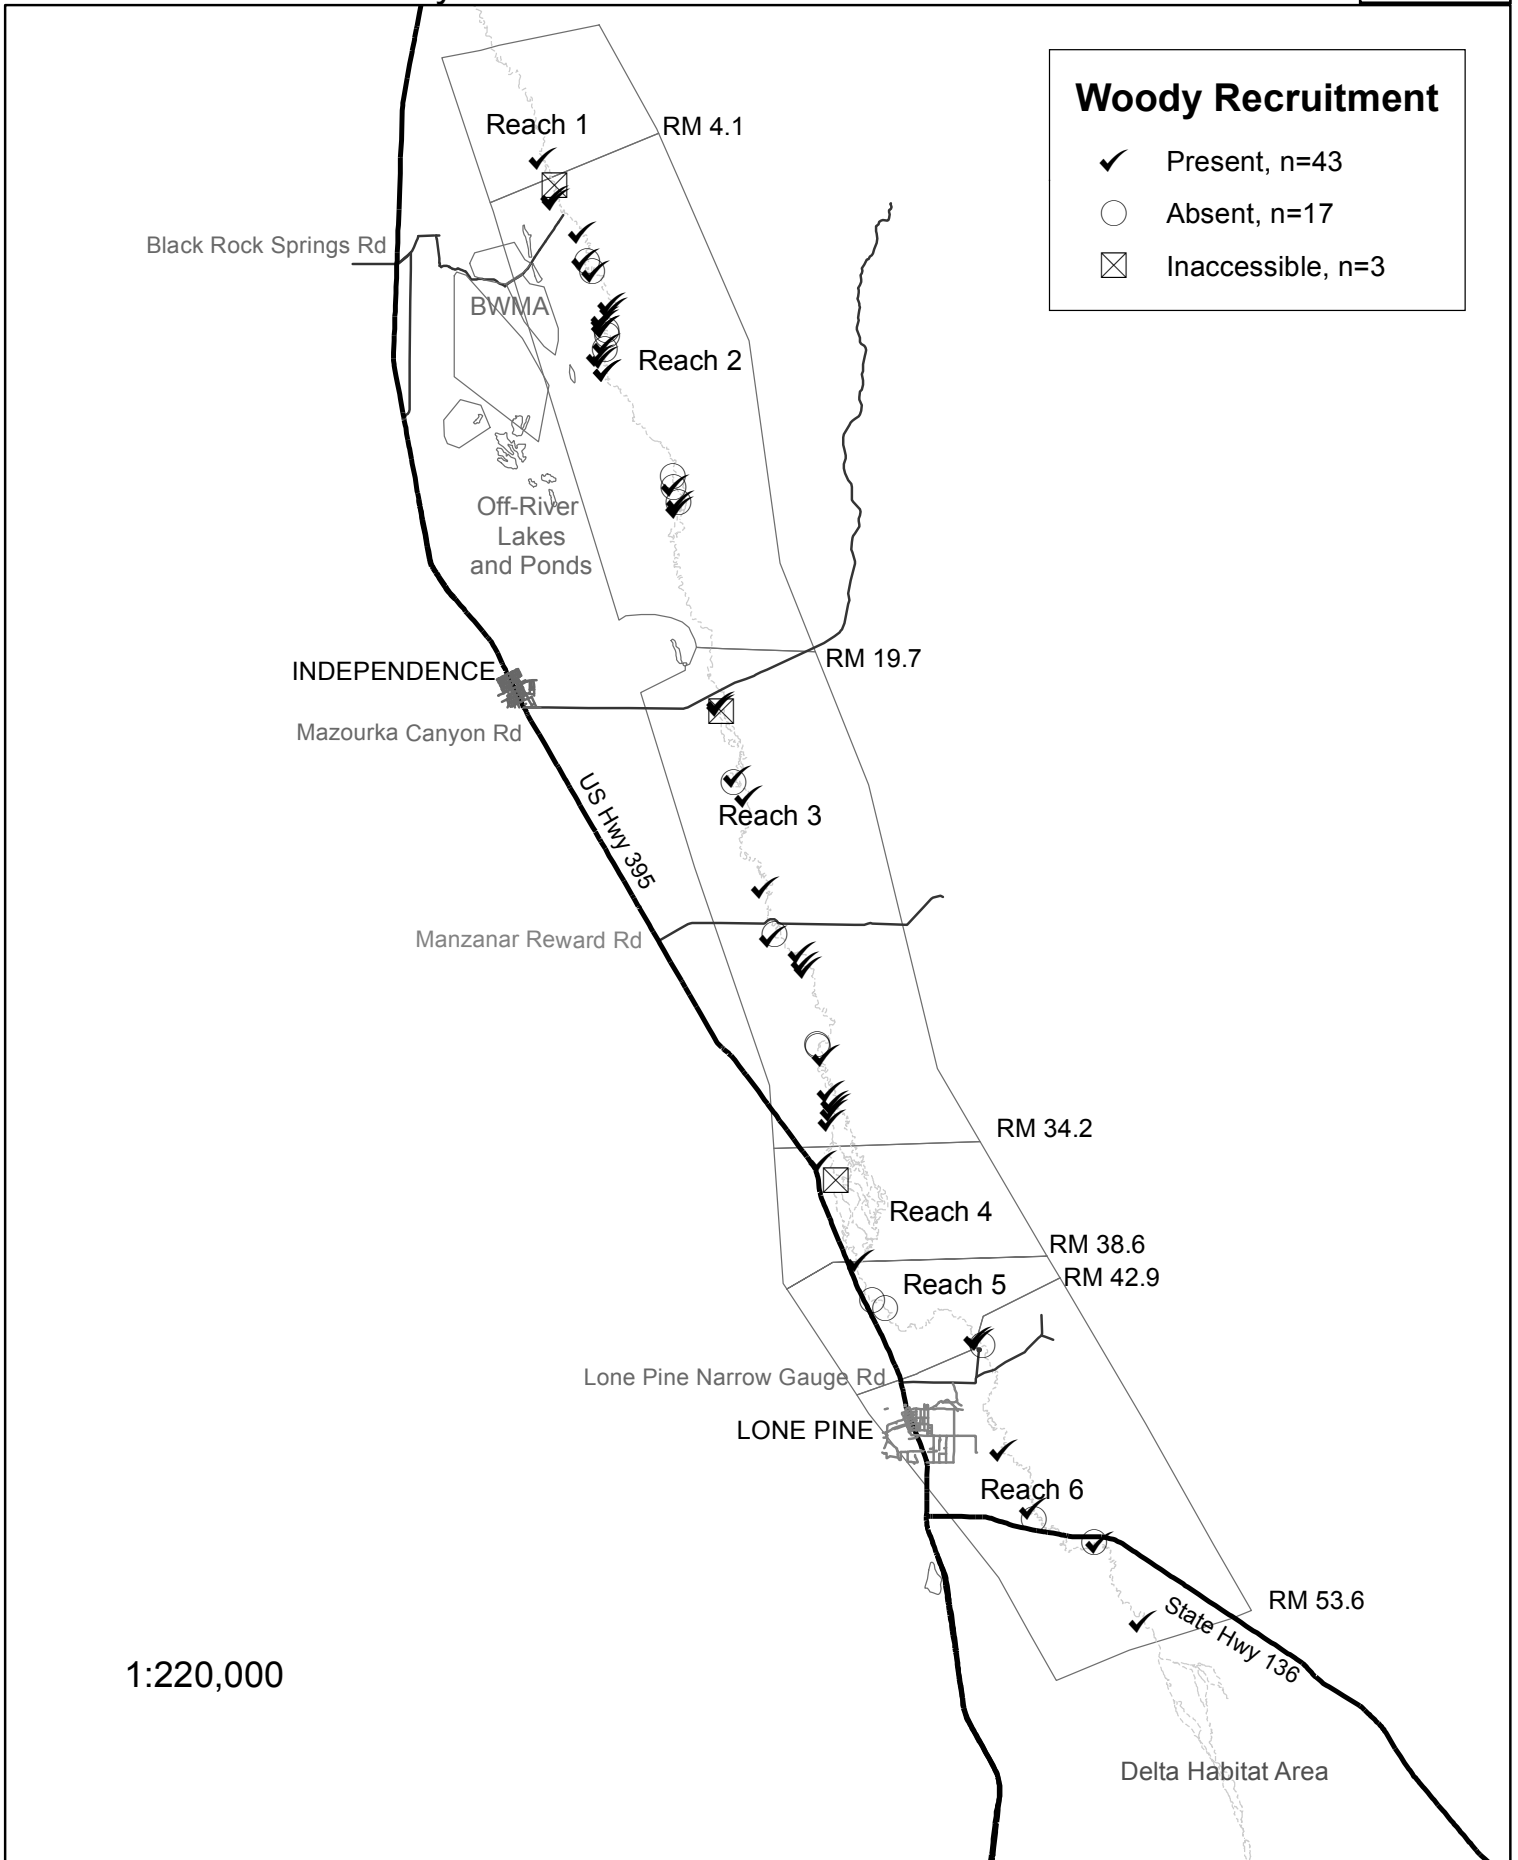 Reach 1
RM 4.1
Woody Recruitment
Present, n=43
Absent, n=17
Inaccessible, n=3
Black Rock Springs Rd
BWMA
Reach 2
Off-River
Lakes
and Ponds
INDEPENDENCE
RM 19.7
Mazourka Canyon Rd
US Hwy 395
Reach 3
Manzanar Reward Rd
RM 34.2
Reach 4
RM 38.6
RM 42.9
Reach 5
Lone Pine Narrow Gauge Rd
LONE PINE
Reach 6
RM 53.6
State Hwy 136
1:220,000
Delta Habitat Area